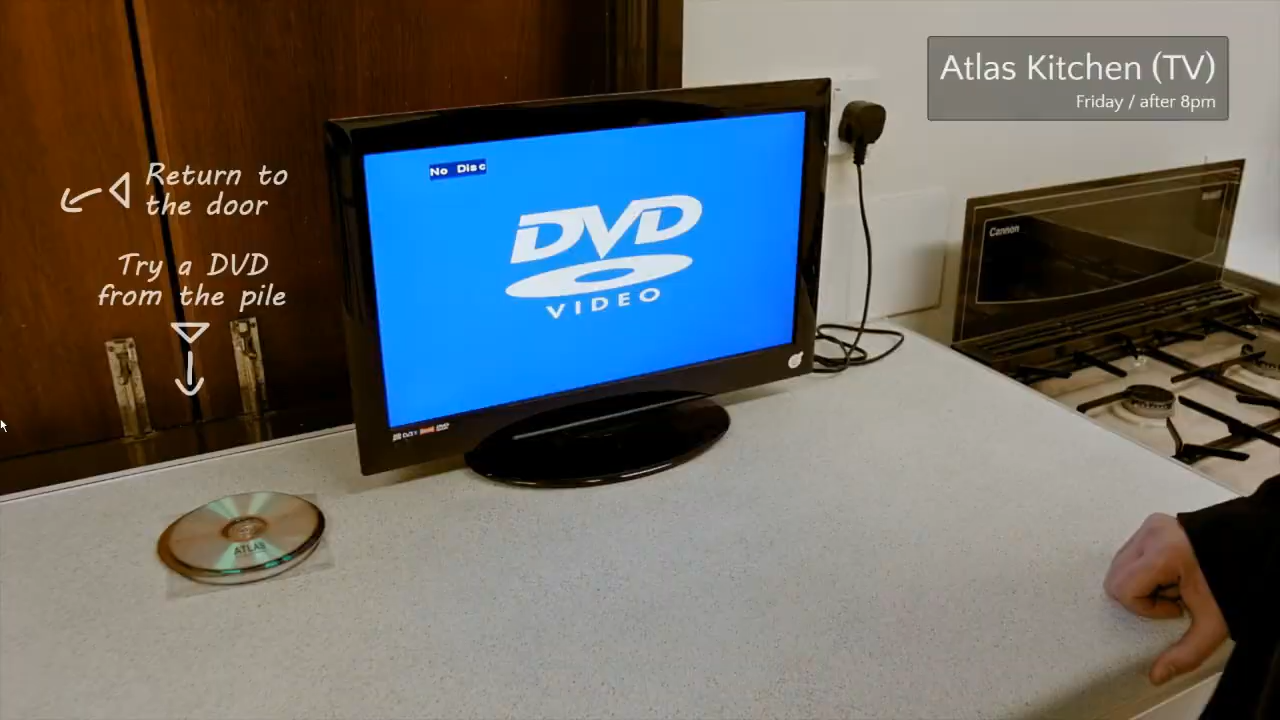 Atlas Kitchen (TV)
Friday / after 8pm
Return to
the door
Try a DVD
from the pile
No Disc
DVD
VIDEO
Cannon
ATLAS